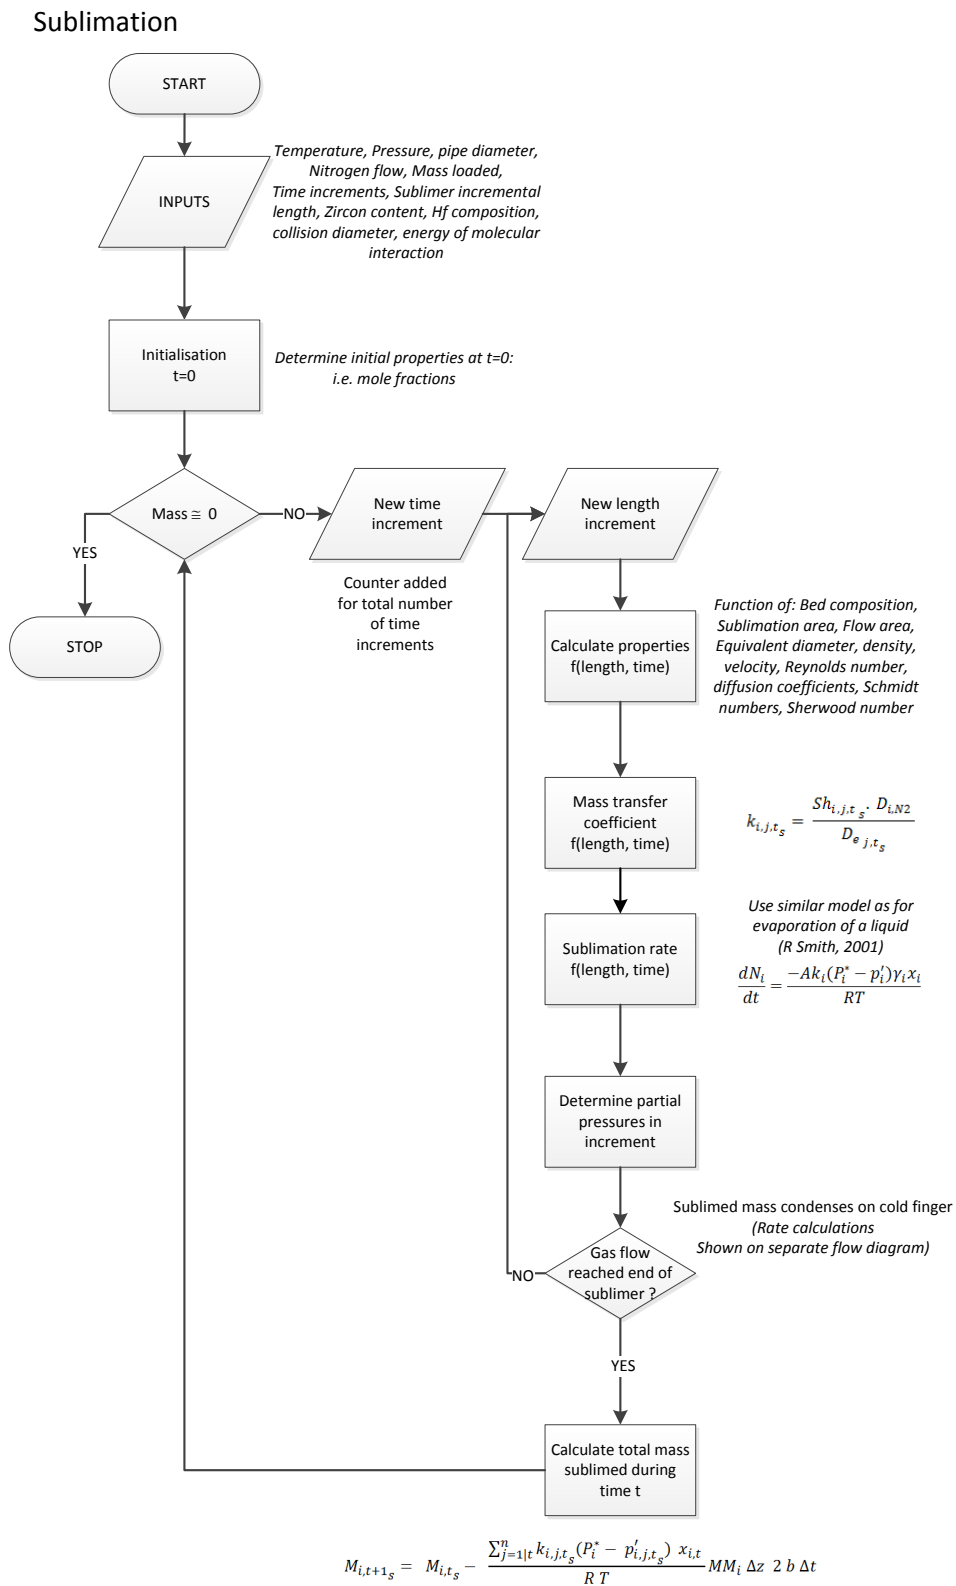 Sublimation
START
INPUTS
Temperature, Pressure, pipe diameter,
Nitrogen flow, Mass loaded,
Time increments, Sublimer incremental
length, Zircon content, Hf composition,
collision diameter, energy of molecular
interaction
Initialisation
t=0
Determine initial properties at t=0:
i.e. mole fractions
Mass ≅ 0
NO
YES
STOP
New time
increment
Counter added
for total number
of time
increments
New length
increment
Calculate properties
f(length, time)
Function of: Bed composition,
Sublimation area, Flow area,
Equivalent diameter, density,
velocity, Reynolds number,
diffusion coefficients, Schmidt
numbers, Sherwood number
Mass transfer
coefficient
f(length, time)
k_{i,j,t_s} = \frac{Sh_{i,j,t_s} . D_{i,N2}}{D_{e j,t_s}}
Sublimation rate
f(length, time)
Use similar model as for
evaporation of a liquid
(R Smith, 2001)
\frac{dN_i}{dt} = \frac{-Ak_i(P_i^* - p_i')γ_i x_i}{RT}
Determine partial
pressures in
increment
Sublimed mass condenses on cold finger
(Rate calculations
Shown on separate flow diagram)
Gas flow
reached end of
sublimer ?
NO
YES
Calculate total mass
sublimed during
time t
M_{i,t+1_s} = M_{i,t_s} - \frac{\sum_{j=1|t}^{n} k_{i,j,t_s}(P_i^* - p'_{i,j,t_s}) x_{i,t}}{R T} MM_i Δz 2 b Δt